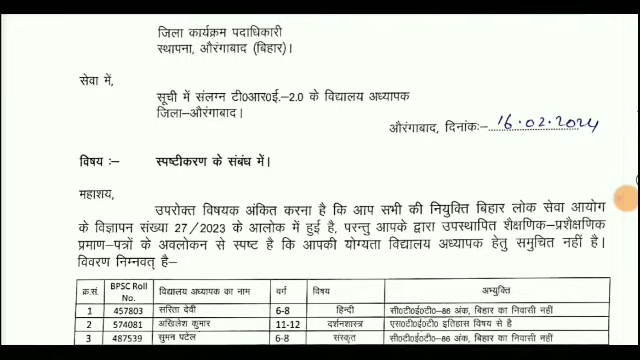 जिला कार्यक्रम पदाधिकारी
स्थापना, औरंगाबाद (बिहार)।
सेवा में,
सूची में संलग्न टी0आर0ई.–2.0 के विद्यालय अध्यापक
जिला–औरंगाबाद।
औरंगाबाद, दिनांकः–16.02.2024
विषय :– स्पष्टीकरण के संबंध में।
महाशय,
उपरोक्त विषयक अंकित करना है कि आप सभी की नियुक्ति बिहार लोक सेवा आयोग
के विज्ञापन संख्या 27/2023 के आलोक में हुई है, परन्तु आपके द्वारा उपस्थापित शैक्षणिक–प्रशैक्षणिक
प्रमाण–पत्रों के अवलोकन से स्पष्ट है कि आपकी योग्यता विद्यालय अध्यापक हेतु समुचित नहीं है।
विवरण निम्नवत् है–
क्र.सं. BPSC Roll No. विद्यालय अध्यापक का नाम वर्ग विषय अभ्युक्ति
1 457803 सरिता देवी 6-8 हिन्दी सी0टी0ई0टी0–86 अंक, बिहार का निवासी नहीं
2 574081 अखिलेश कुमार 11-12 दर्शनशास्त्र एस0टी0ई0टी0 इतिहास विषय से है
3 487539 सुमन पटेल 6-8 संस्कृत सी0टी0ई0टी0–86 अंक, बिहार का निवासी नहीं